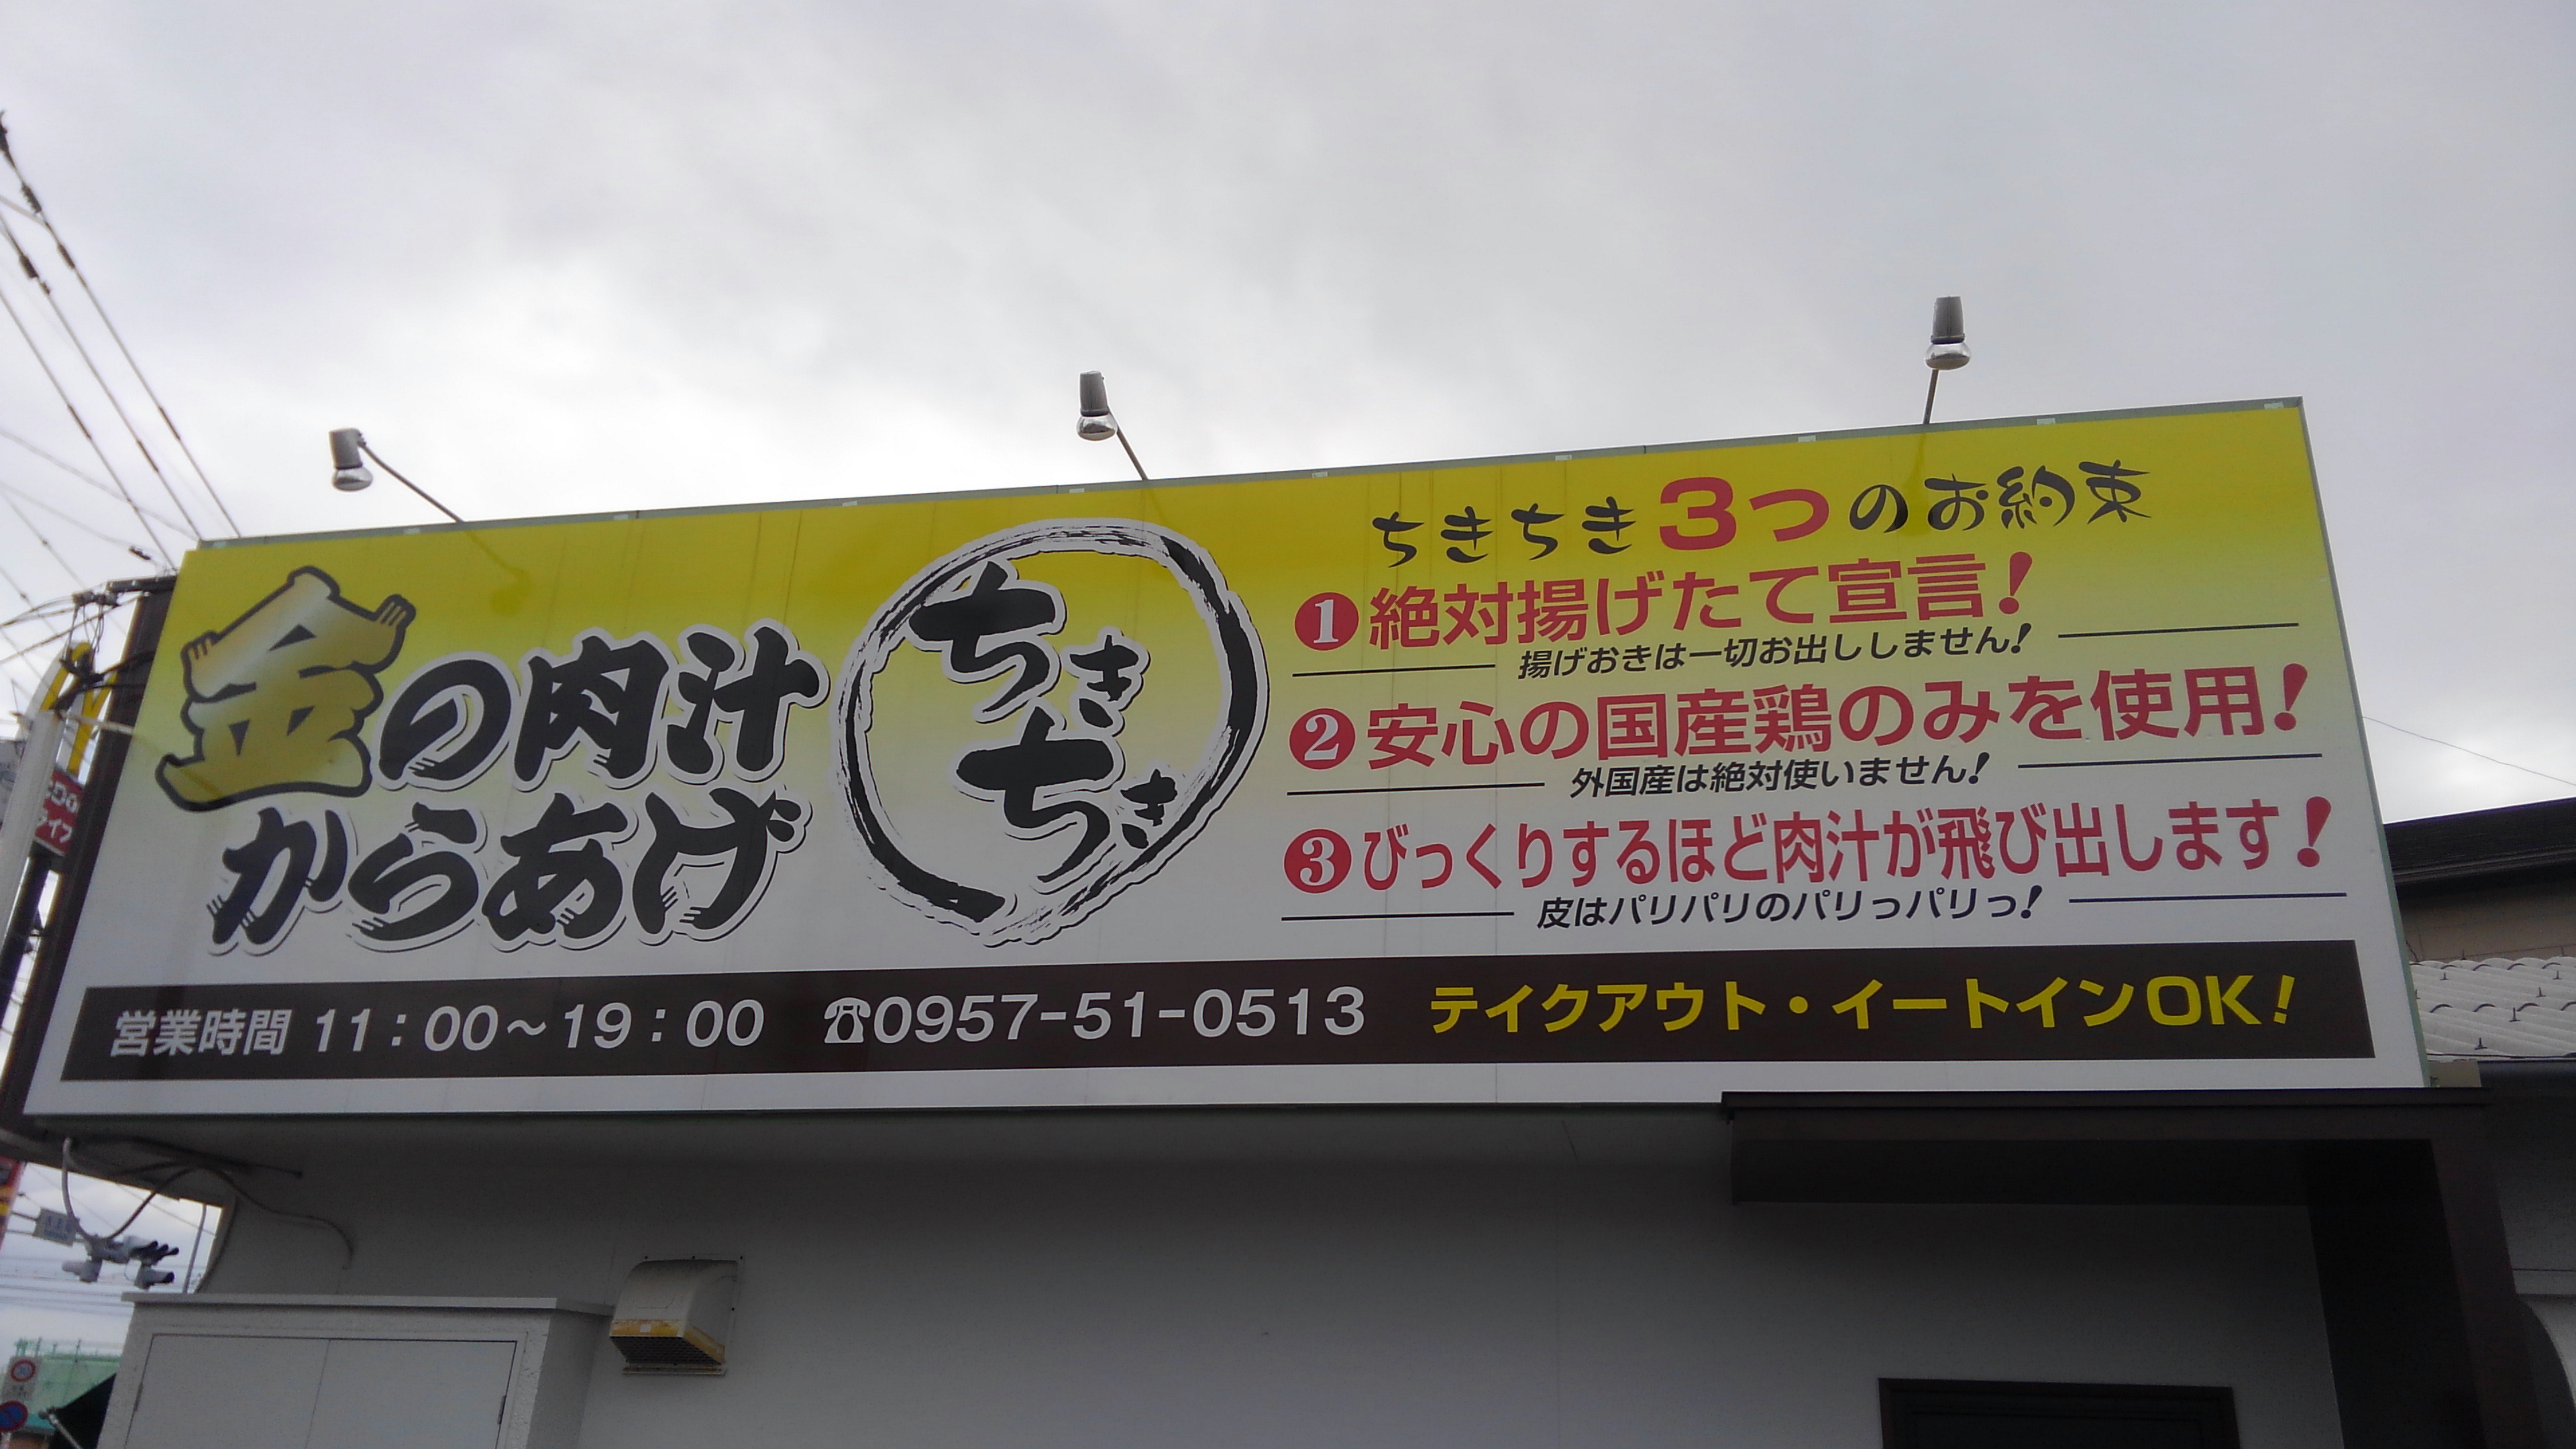 金の肉汁
からあげ
ちきちき
ちきちき3つのお約束
❶絶対揚げたて宣言！
揚げおきは一切お出ししません！
❷安心の国産鶏のみを使用！
外国産は絶対使いません！
❸びっくりするほど肉汁が飛び出します！
皮はパリパリのパリっパリっ！
営業時間 11：00～19：00 ☎0957-51-0513 テイクアウト・イートインOK！